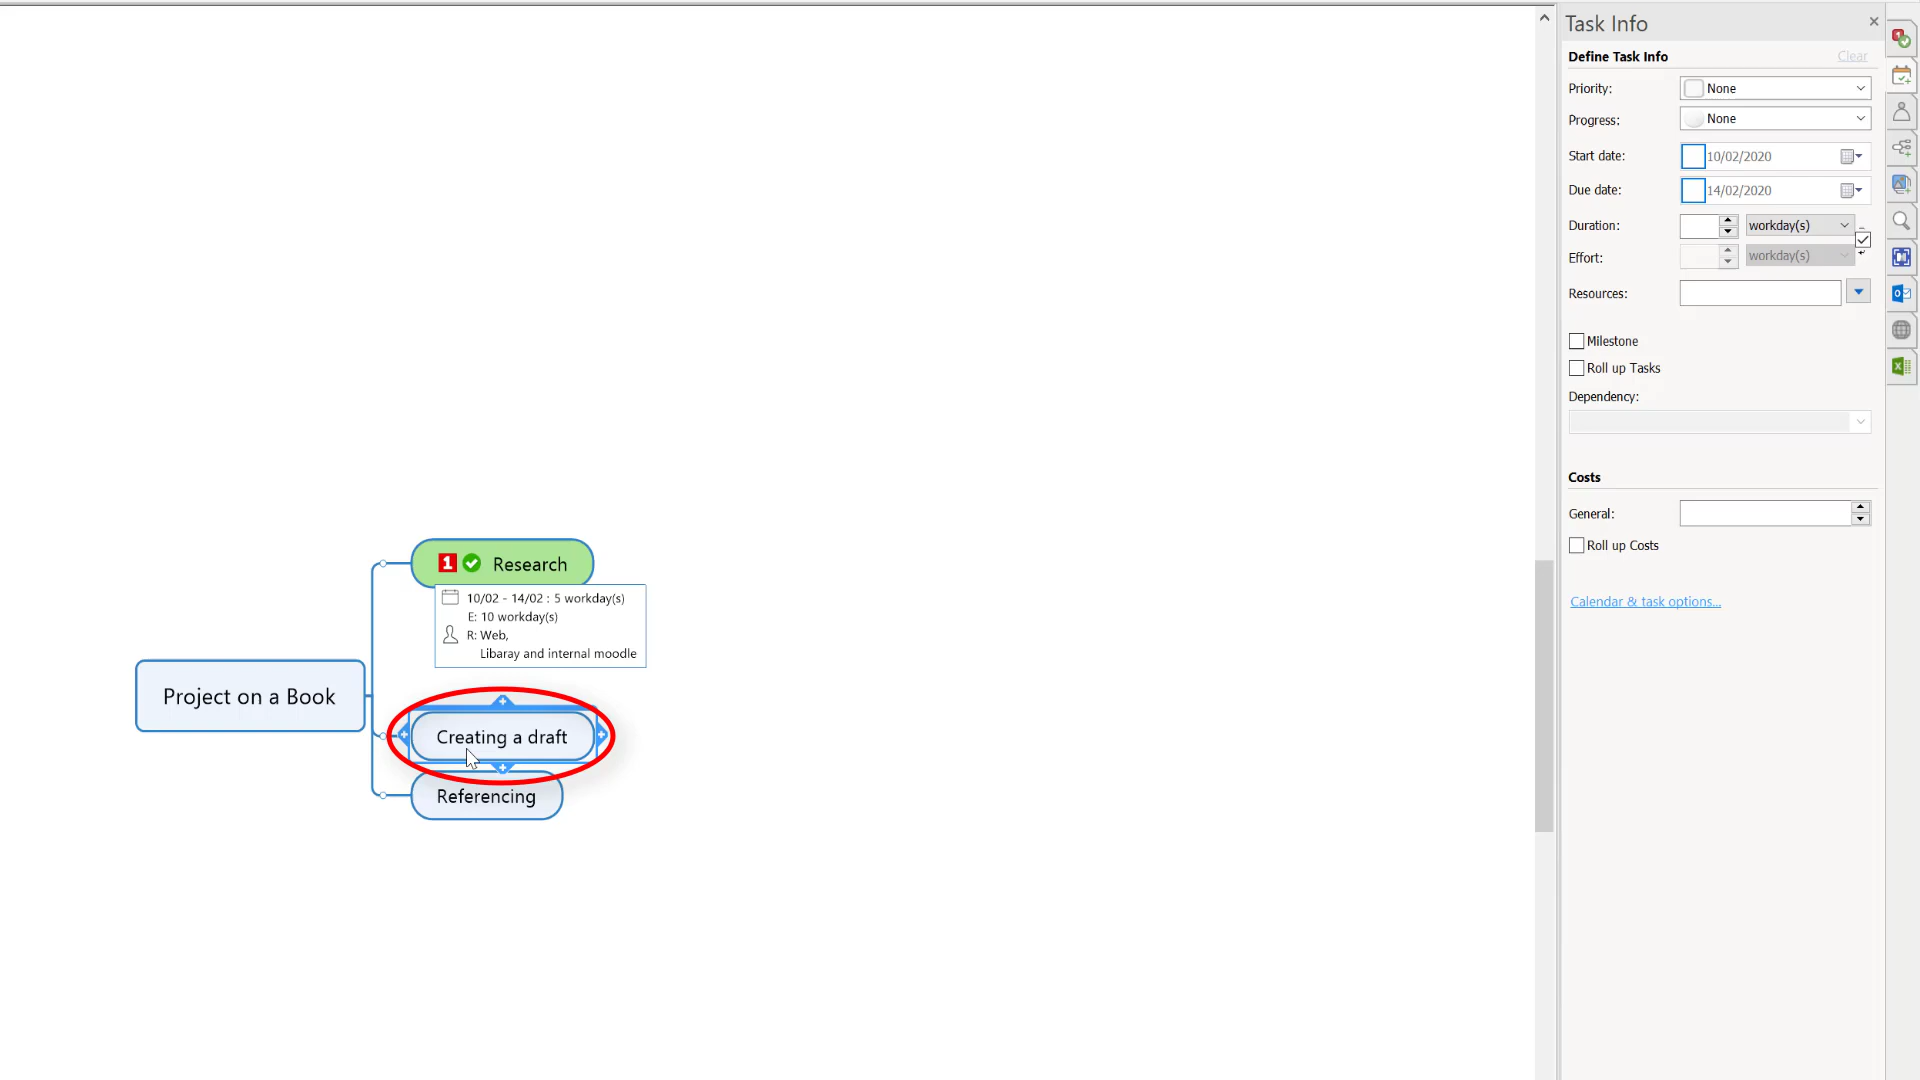 Task Info
Define Task Info
Clear
Priority:
None
Progress:
None
Start date:
10/02/2020
Due date:
14/02/2020
Duration:
workday(s)
Effort:
workday(s)
Resources:
Milestone
Roll up Tasks
Dependency:
Costs
General:
Roll up Costs
Calendar & task options...
1 Research
10/02 - 14/02 : 5 workday(s)
E: 10 workday(s)
R: Web,
Libaray and internal moodle
Project on a Book
Creating a draft
Referencing